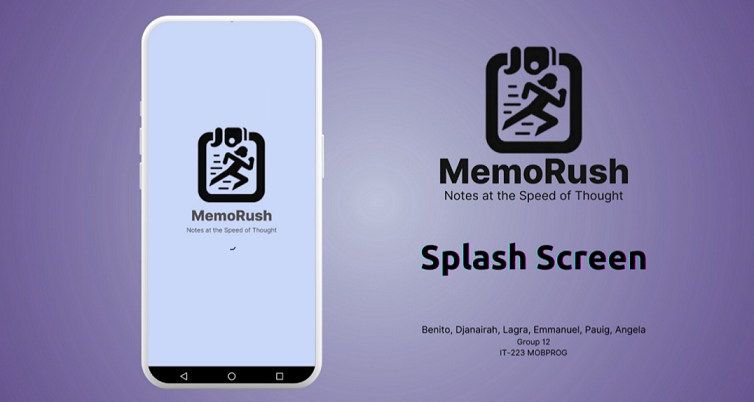 MemoRush
Notes at the Speed of Thought
MemoRush
Notes at the Speed of Thought
Splash Screen
Benito, Djanairah, Lagra, Emmanuel, Pauig, Angela
Group 12
IT-223 MOBPROG